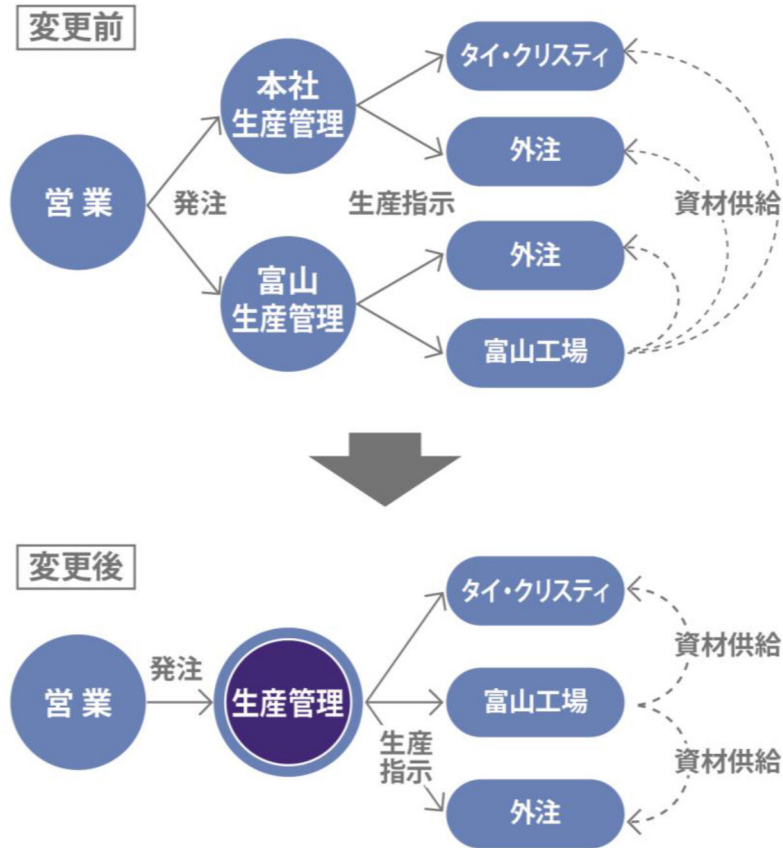 変更前
タイ・クリスティ
本社
生産管理
外注
営業
発注
生産指示
資材供給
外注
富山
生産管理
富山工場
変更後
タイ・クリスティ
発注
資材供給
営業
生産管理
富山工場
生産
指示
資材供給
外注